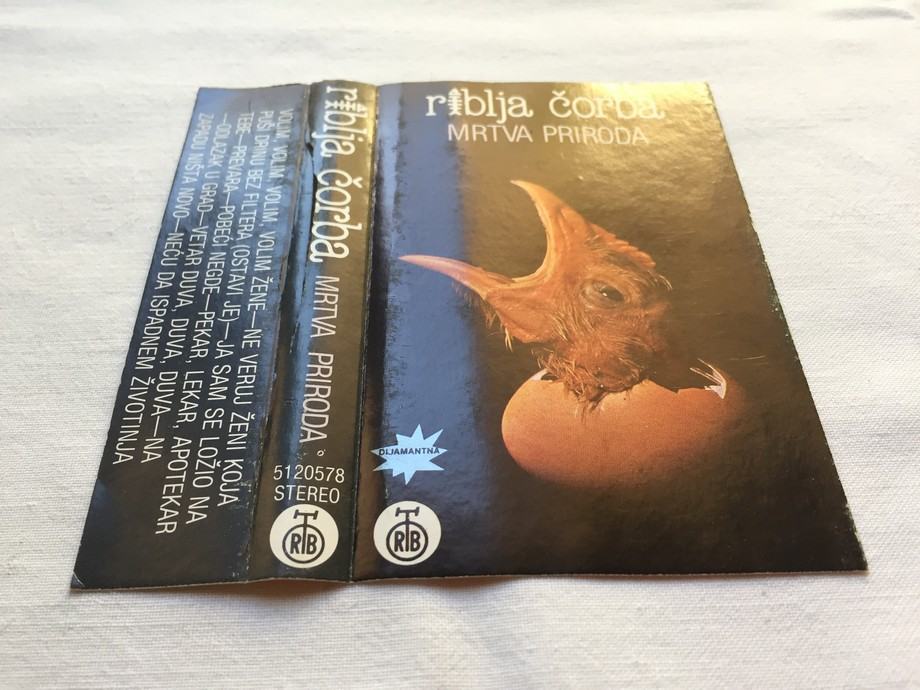 riblja čorba
MRTVA PRIRODA
DIJAMANTNA
RTB
riblja čorba MRTVA PRIRODA
5120578
STEREO
RTB
VOLIM, VOLIM, VOLIM, VOLIM ŽENE—NE VERUJ ŽENI KOJA
PUŠI DRINU BEZ FILTERA (OSTAVI JE)—JA SAM SE LOŽIO NA
TEBE—PREVARA—POBEĆI NEGDE—PEKAR, LEKAR, APOTEKAR
—ODLAZAK U GRAD—VETAR DUVA, DUVA, DUVA—NA
ZAPADU NIŠTA NOVO—NEĆU DA ISPADNEM ŽIVOTINJA